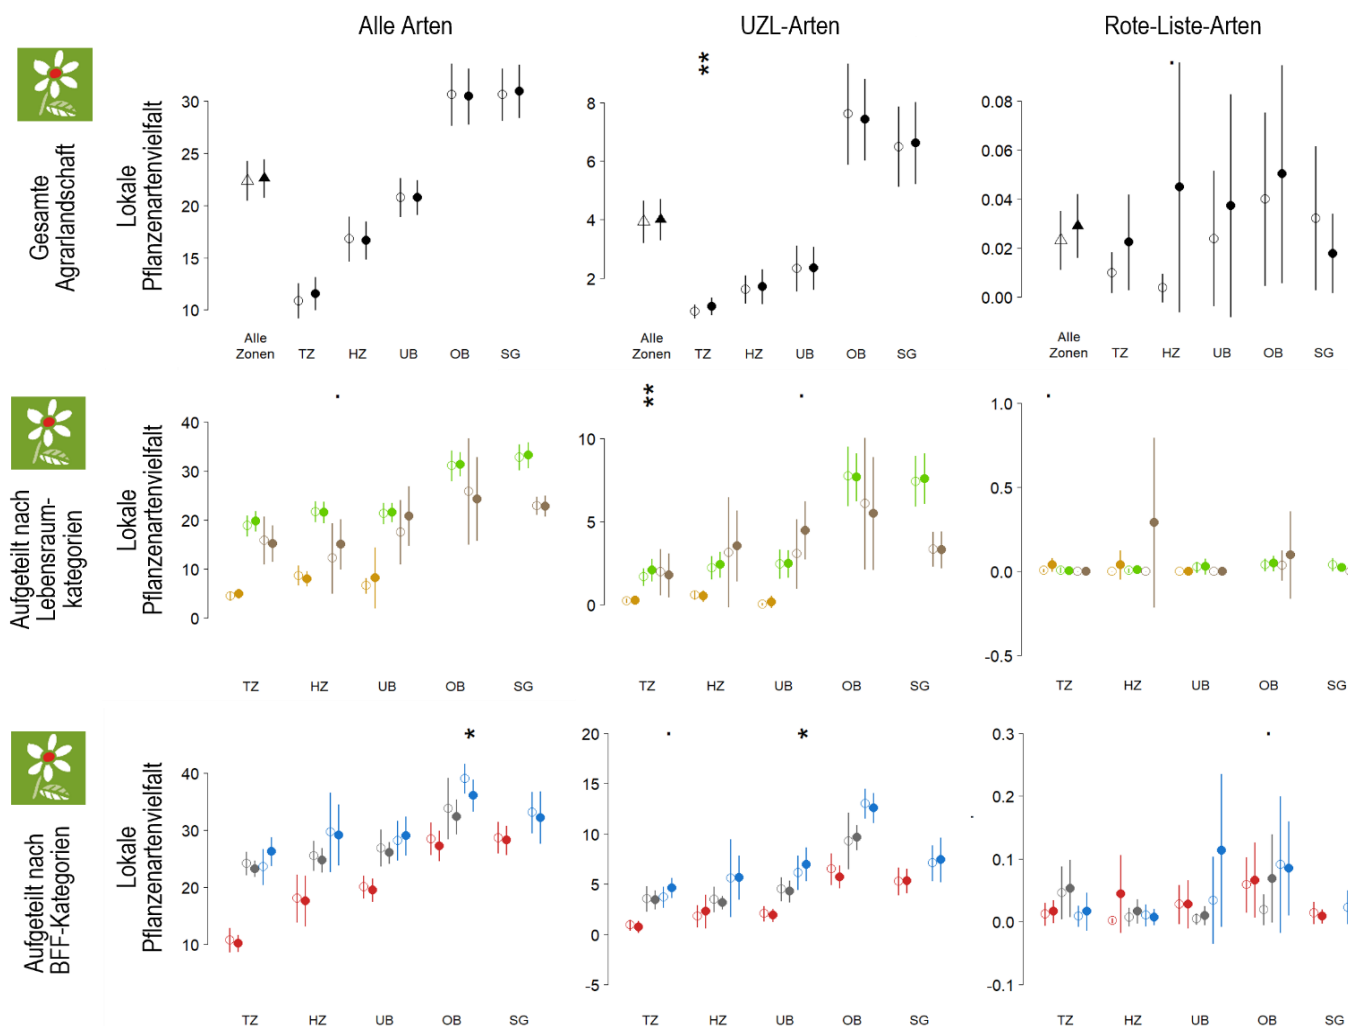 Alle Arten
UZL-Arten
Rote-Liste-Arten
Gesamte
Agrarlandschaft
Lokale
Pflanzenartenvielfalt
30
25
20
15
10
Alle
Zonen
TZ
HZ
UB
OB
SG
**
8
6
4
2
Alle
Zonen
TZ
HZ
UB
OB
SG
.
0.08
0.06
0.04
0.02
0.00
Alle
Zonen
TZ
HZ
UB
OB
SG
Aufgeteilt nach
Lebensraum-
kategorien
Lokale
Pflanzenartenvielfalt
.
40
30
20
10
0
TZ
HZ
UB
OB
SG
**
.
10
5
0
TZ
HZ
UB
OB
SG
.
1.0
0.5
0.0
-0.5
TZ
HZ
UB
OB
SG
Aufgeteilt nach
BFF-Kategorien
Lokale
Pflanzenartenvielfalt
*
40
30
20
10
TZ
HZ
UB
OB
SG
.
*
.
20
15
10
5
0
-5
TZ
HZ
UB
OB
SG
.
0.3
0.2
0.1
0.0
-0.1
TZ
HZ
UB
OB
SG